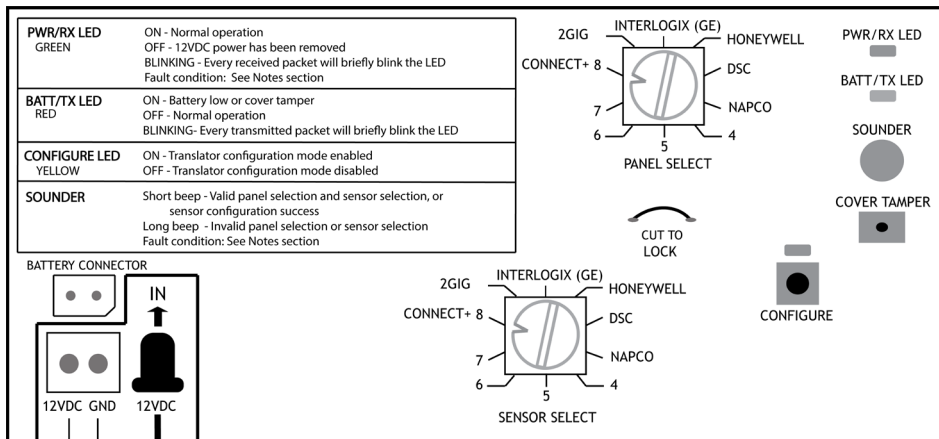 PWR/RX LED
GREEN
ON - Normal operation
OFF - 12VDC power has been removed
BLINKING - Every received packet will briefly blink the LED
Fault condition: See Notes section
BATT/TX LED
RED
ON - Battery low or cover tamper
OFF - Normal operation
BLINKING- Every transmitted packet will briefly blink the LED
CONFIGURE LED
YELLOW
ON - Translator configuration mode enabled
OFF - Translator configuration mode disabled
SOUNDER
Short beep - Valid panel selection and sensor selection, or
sensor configuration success
Long beep - Invalid panel selection or sensor selection
Fault condition: See Notes section
INTERLOGIX (GE)
2GIG
HONEYWELL
CONNECT+ 8
DSC
7
NAPCO
6
5
4
PANEL SELECT
PWR/RX LED
BATT/TX LED
SOUNDER
COVER TAMPER
CUT TO
LOCK
CONFIGURE
BATTERY CONNECTOR
IN
12VDC GND
12VDC
INTERLOGIX (GE)
2GIG
HONEYWELL
CONNECT+ 8
DSC
7
NAPCO
6
5
4
SENSOR SELECT